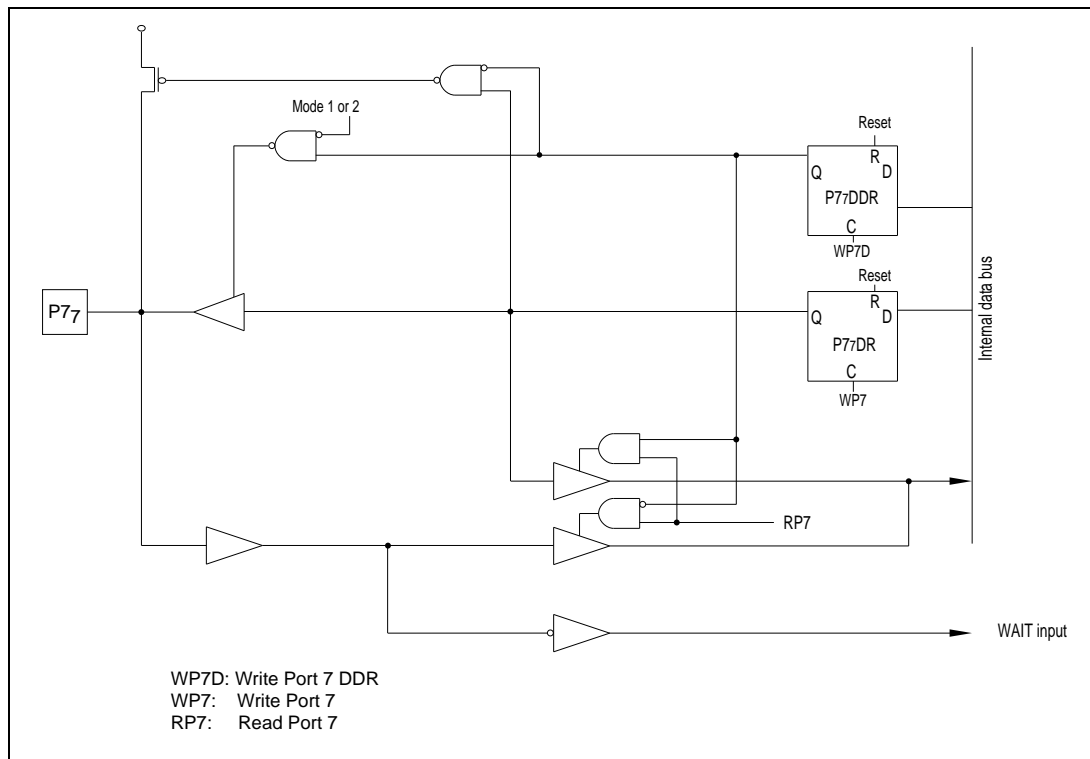 Mode 1 or 2
Reset
R
Q
D
P77DDR
C
WP7D
Reset
R
P77
Q
D
P77DR
C
WP7
Internal data bus
RP7
WAIT input
WP7D: Write Port 7 DDR
WP7: Write Port 7
RP7: Read Port 7